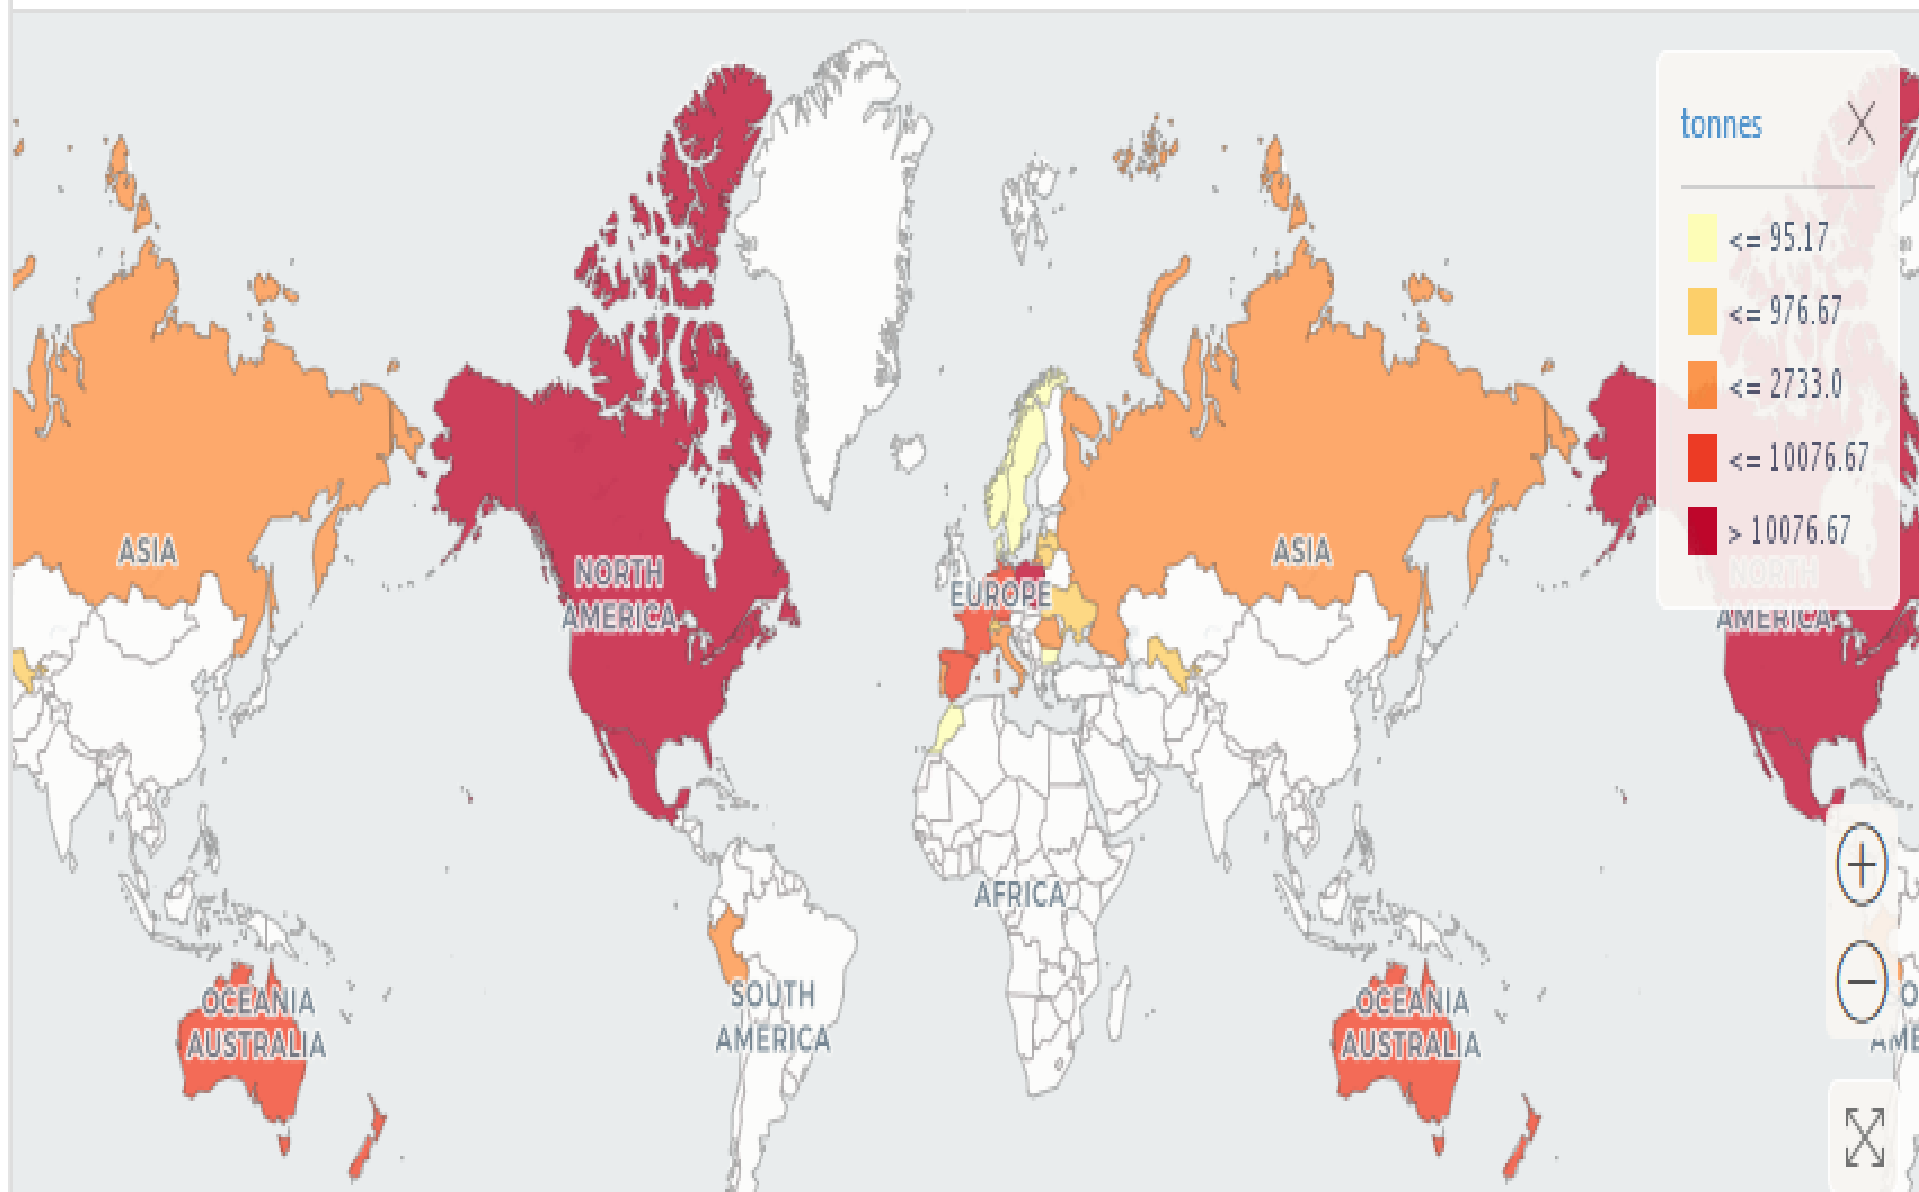 tonnes
<= 95.17
<= 976.67
<= 2733.0
<= 10076.67
> 10076.67
ASIA
NORTH
AMERICA
EUROPE
ASIA
NORTH
AMERICA
AFRICA
OCEANIA
AUSTRALIA
SOUTH
AMERICA
OCEANIA
AUSTRALIA
O
AME